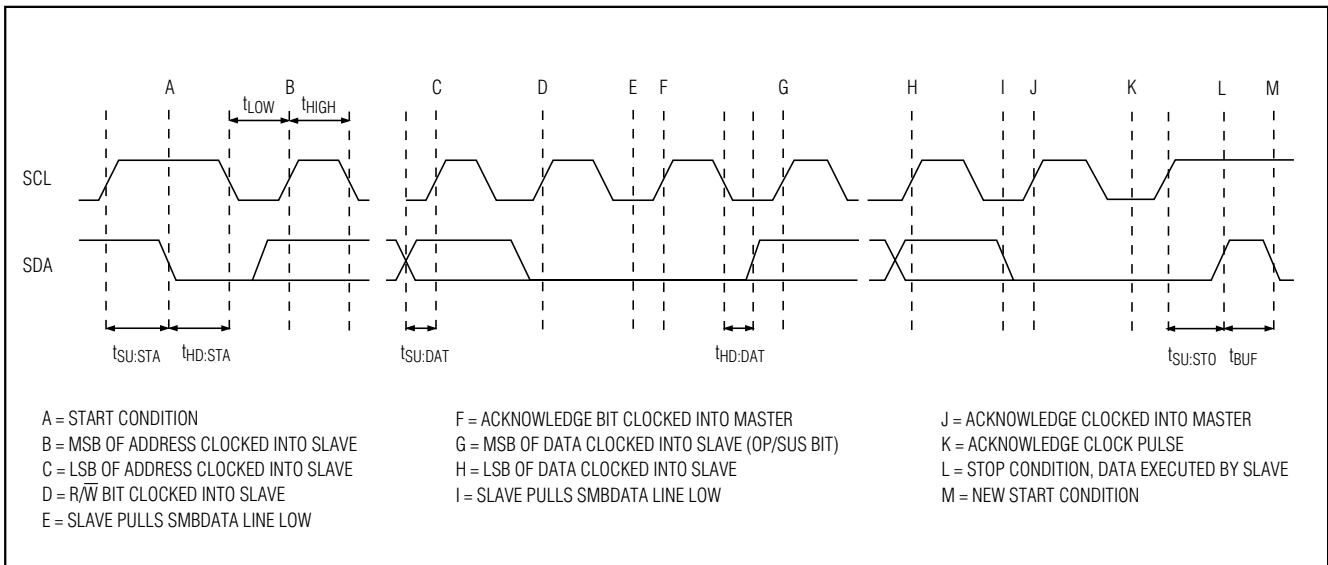 A B C D E F G H I J K L M
tLOW tHIGH
SCL
SDA
tSU:STA tHD:STA tSU:DAT tHD:DAT tSU:STO tBUF
A = START CONDITION
B = MSB OF ADDRESS CLOCKED INTO SLAVE
C = LSB OF ADDRESS CLOCKED INTO SLAVE
D = R/W̅ BIT CLOCKED INTO SLAVE
E = SLAVE PULLS SMBDATA LINE LOW
F = ACKNOWLEDGE BIT CLOCKED INTO MASTER
G = MSB OF DATA CLOCKED INTO SLAVE (OP/SUS BIT)
H = LSB OF DATA CLOCKED INTO SLAVE
I = SLAVE PULLS SMBDATA LINE LOW
J = ACKNOWLEDGE CLOCKED INTO MASTER
K = ACKNOWLEDGE CLOCK PULSE
L = STOP CONDITION, DATA EXECUTED BY SLAVE
M = NEW START CONDITION